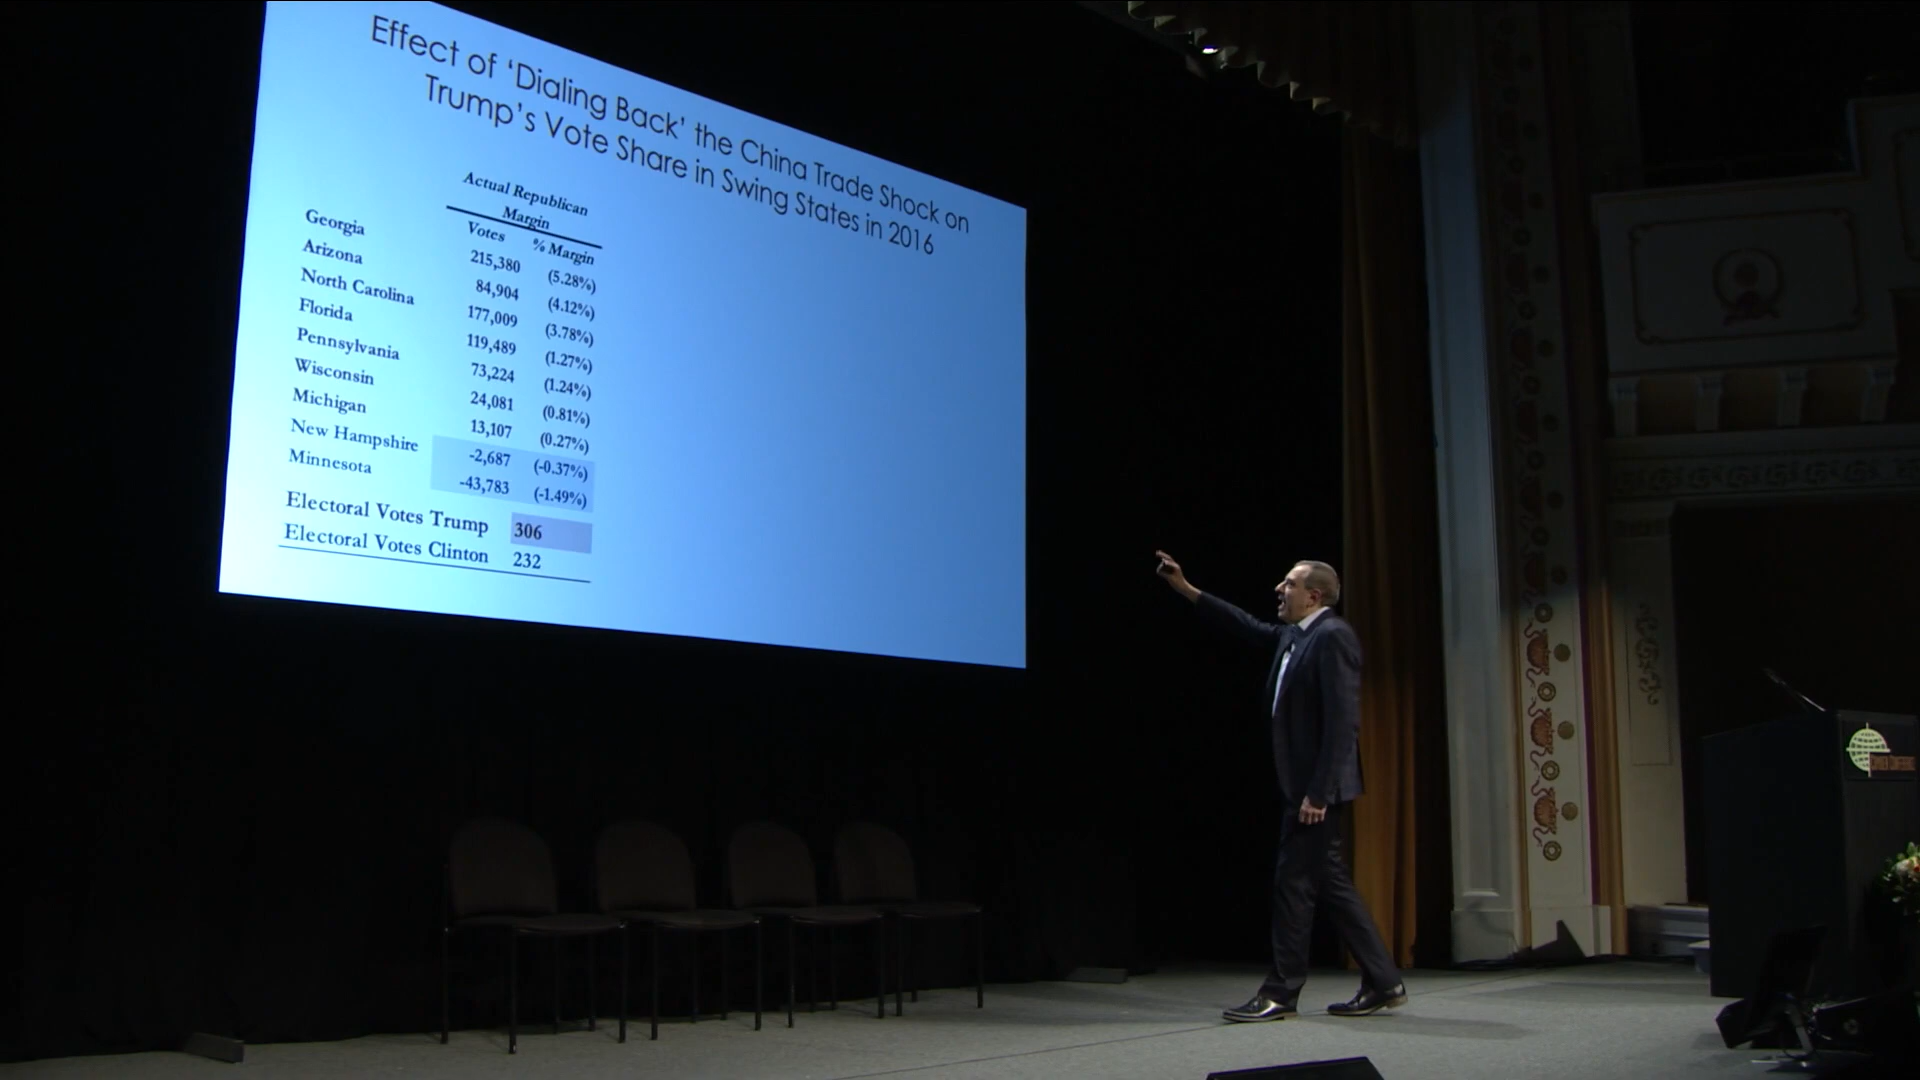 Effect of ‘Dialing Back’ the China Trade Shock on
Trump’s Vote Share in Swing States in 2016
Actual Republican
Margin
Votes % Margin
Georgia 215,380 (5.28%)
Arizona 84,904 (4.12%)
North Carolina 177,009 (3.78%)
Florida 119,489 (1.27%)
Pennsylvania 73,224 (1.24%)
Wisconsin 24,081 (0.81%)
Michigan 13,107 (0.27%)
New Hampshire -2,687 (-0.37%)
Minnesota -43,783 (-1.49%)
Electoral Votes Trump 306
Electoral Votes Clinton 232